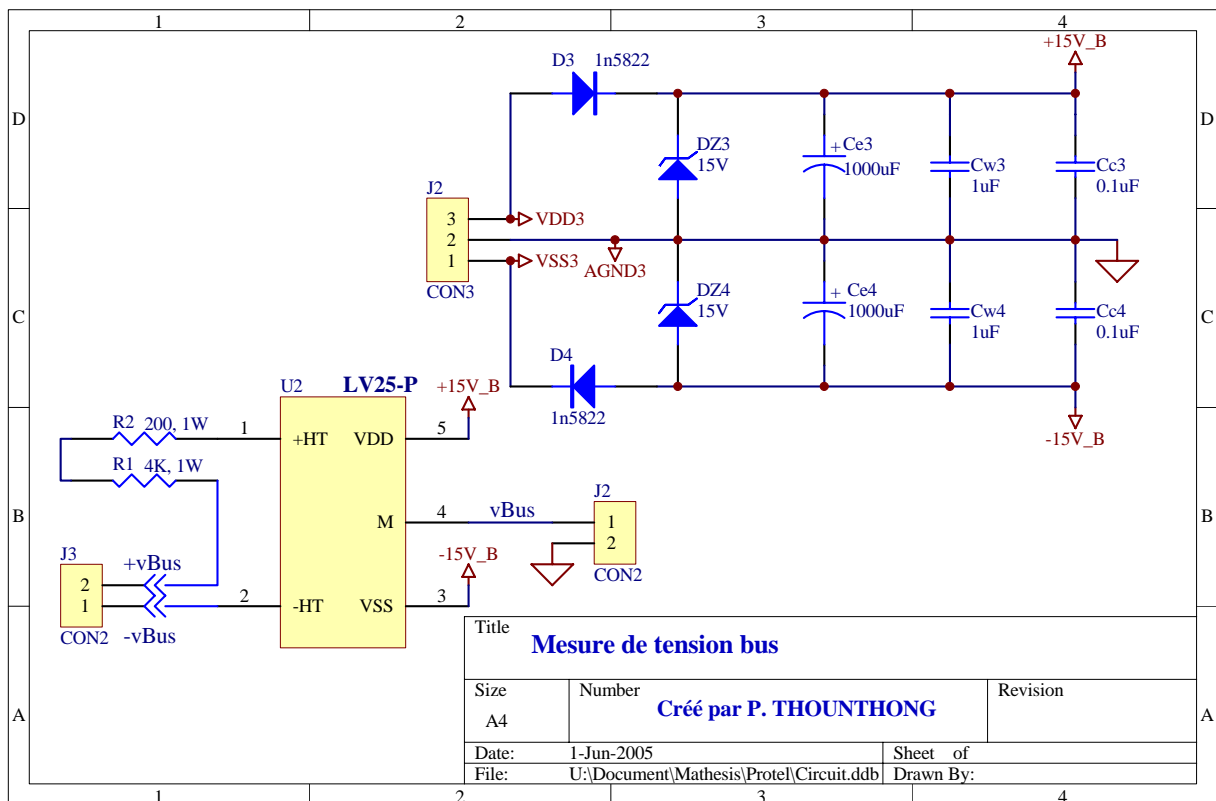 1 2 3 4
D
C
B
A
D
C
B
A
+15V_B
D3 1n5822
DZ3
15V
+ Ce3
1000uF
Cw3
1uF
Cc3
0.1uF
J2
3
2
1
CON3
VDD3
VSS3
AGND3
DZ4
15V
+ Ce4
1000uF
Cw4
1uF
Cc4
0.1uF
D4
1n5822
-15V_B
U2 LV25-P
+15V_B
R2 200, 1W
R1 4K, 1W
1 +HT VDD 5
M 4 vBus
J2
1
2
CON2
-15V_B
2 -HT VSS 3
J3
2
1
CON2
+vBus
-vBus
Title
Mesure de tension bus
Size
A4
Number
Créé par P. THOUNTHONG
Revision
Date: 1-Jun-2005 Sheet of
File: U:\Document\Mathesis\Protel\Circuit.ddb Drawn By:
1 2 3 4